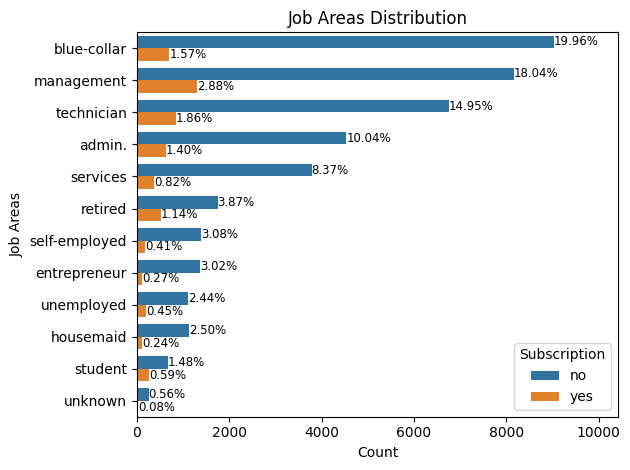 Job Areas Distribution
Job Areas
blue-collar
19.96%
1.57%
management
18.04%
2.88%
technician
14.95%
1.86%
admin.
10.04%
1.40%
services
8.37%
0.82%
retired
3.87%
1.14%
self-employed
3.08%
0.41%
entrepreneur
3.02%
0.27%
unemployed
2.44%
0.45%
housemaid
2.50%
0.24%
student
1.48%
0.59%
unknown
0.56%
0.08%
Subscription
no
yes
0 2000 4000 6000 8000 10000
Count